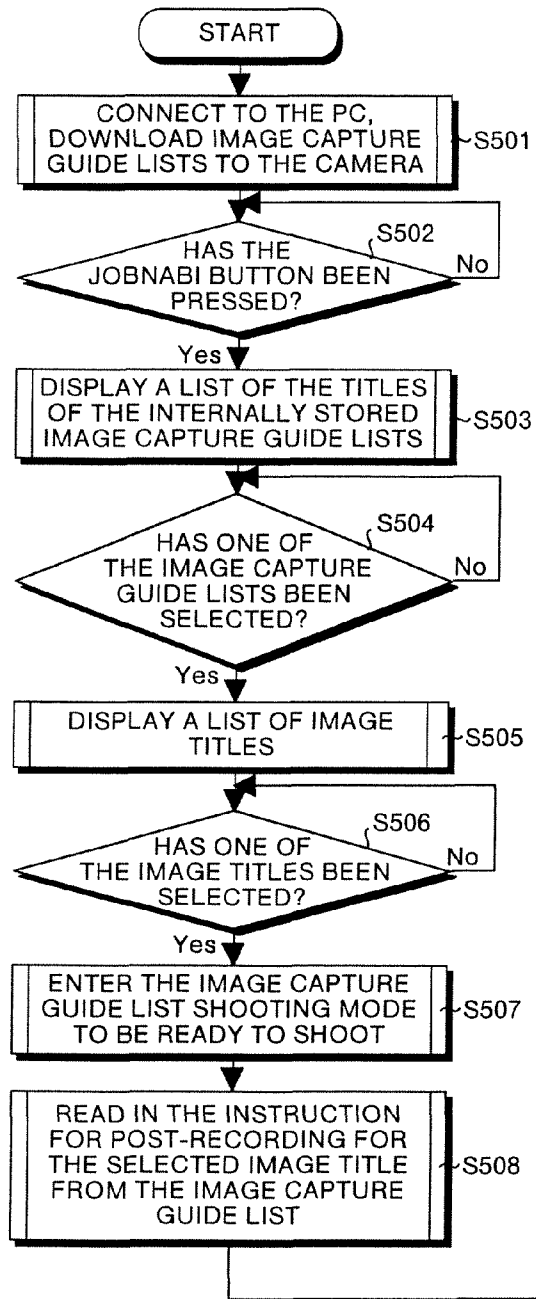 START
CONNECT TO THE PC,
DOWNLOAD IMAGE CAPTURE
GUIDE LISTS TO THE CAMERA
S501
S502
HAS THE
JOBNABI BUTTON BEEN
PRESSED?
No
Yes
DISPLAY A LIST OF THE TITLES
OF THE INTERNALLY STORED
IMAGE CAPTURE GUIDE LISTS
S503
S504
HAS ONE OF
THE IMAGE CAPTURE
GUIDE LISTS BEEN
SELECTED?
No
Yes
DISPLAY A LIST OF IMAGE
TITLES
S505
S506
HAS ONE OF
THE IMAGE TITLES BEEN
SELECTED?
No
Yes
ENTER THE IMAGE CAPTURE
GUIDE LIST SHOOTING MODE
TO BE READY TO SHOOT
S507
READ IN THE INSTRUCTION
FOR POST-RECORDING FOR
THE SELECTED IMAGE TITLE
FROM THE IMAGE CAPTURE
GUIDE LIST
S508